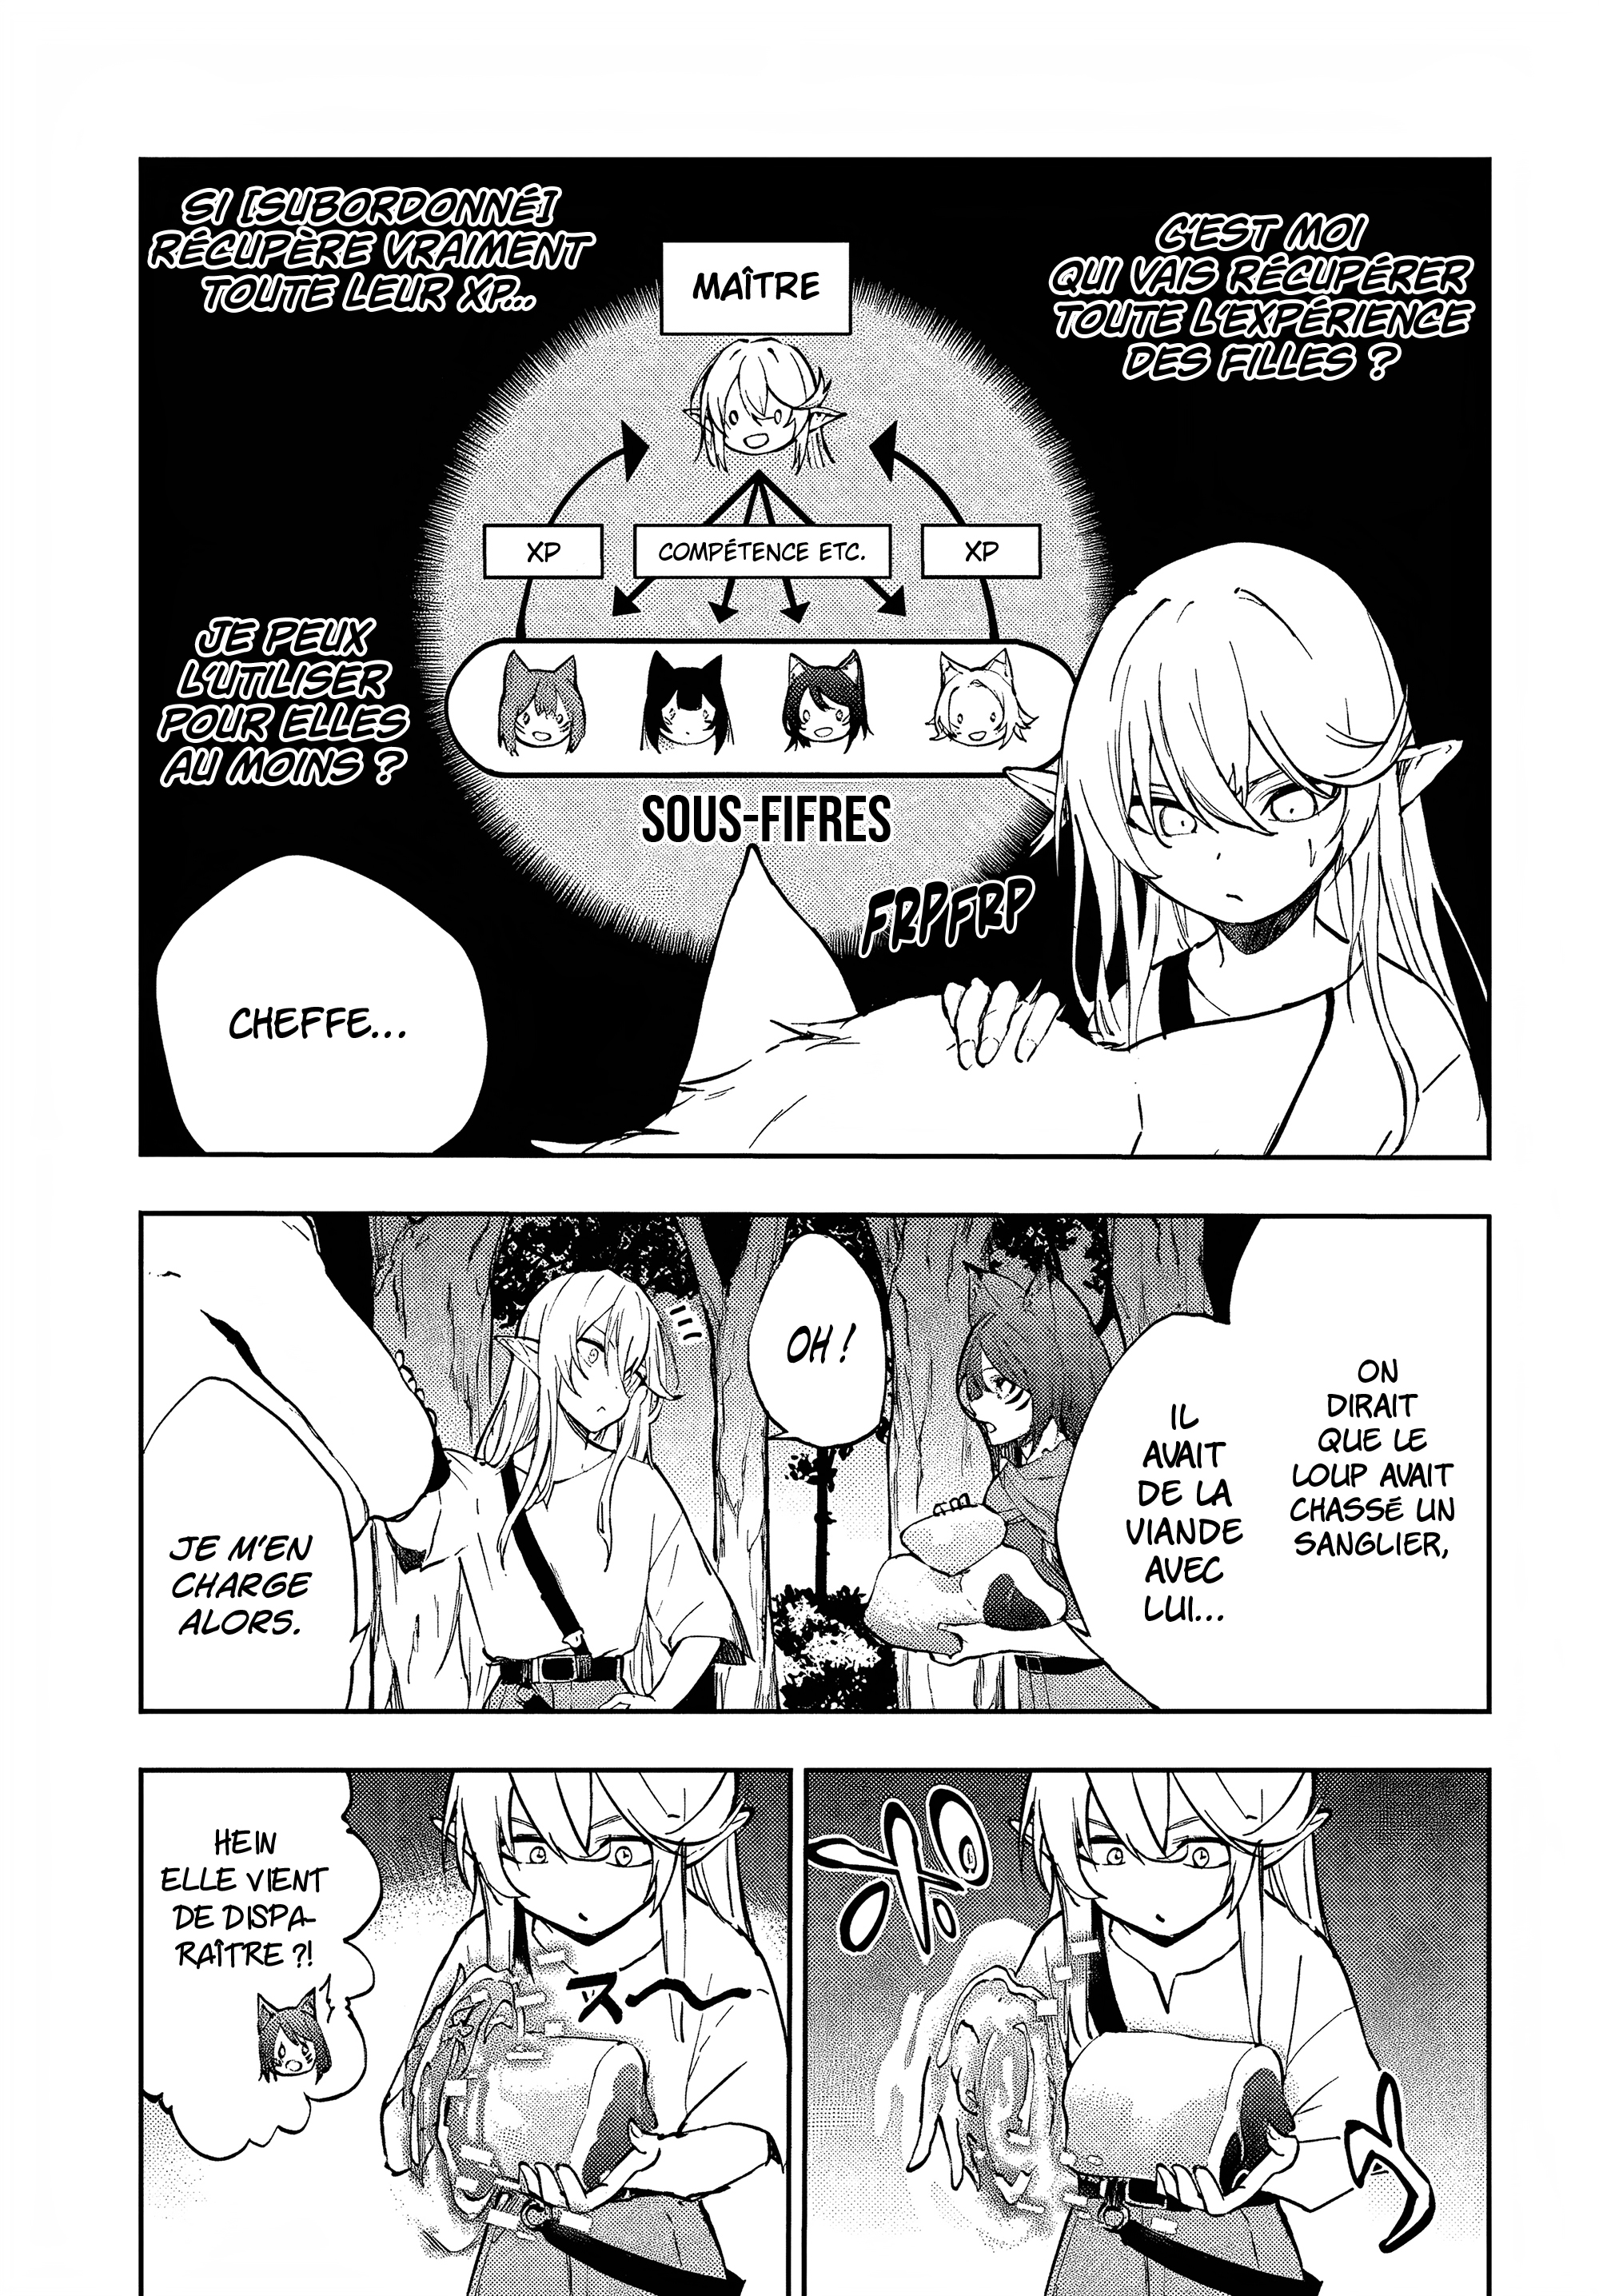 C'EST MOI
QUI VAIS RÉCUPÉRER
TOUTE L'EXPÉRIENCE
DES FILLES ?
MAÎTRE
XP
COMPÉTENCE ETC.
XP
SOUS-FIFRES
SI [SUBORDONNÉ]
RÉCUPÈRE VRAIMENT
TOUTE LEUR XP...
JE PEUX
L'UTILISER
POUR ELLES
AU MOINS ?
FRPFRP
CHEFFE...
ON
DIRAIT
QUE LE
LOUP AVAIT
CHASSÉ UN
SANGLIER,
IL
AVAIT
DE LA
VIANDE
AVEC
LUI...
OH !
JE M'EN
CHARGE
ALORS.
スー
HEIN
ELLE VIENT
DE DISPA-
RAÎTRE ?!